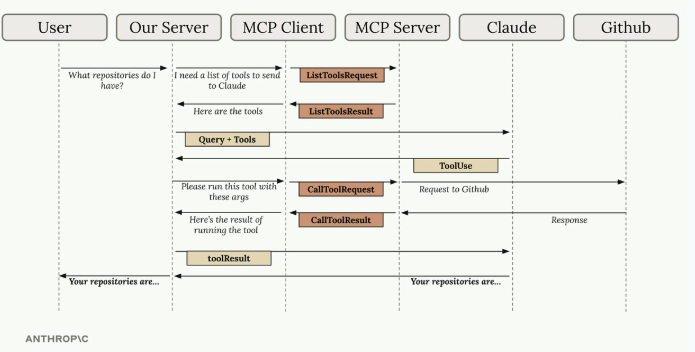 User
Our Server
MCP Client
MCP Server
Claude
Github
What repositories do I
have?
I need a list of tools to send
to Claude
ListToolsRequest
Here are the tools
ListToolsResult
Query + Tools
ToolUse
Please run this tool with
these args
CallToolRequest
Request to Github
Here's the result of
running the tool
CallToolResult
Response
toolResult
Your repositories are...
Your repositories are...
ANTHROP\C